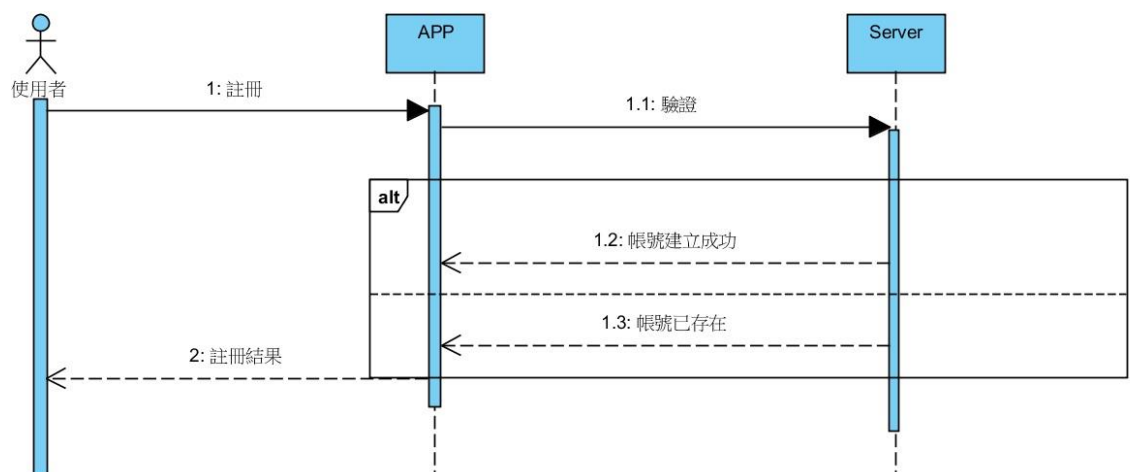 APP
Server
使用者
1: 註冊
1.1: 驗證
alt
1.2: 帳號建立成功
1.3: 帳號已存在
2: 註冊結果